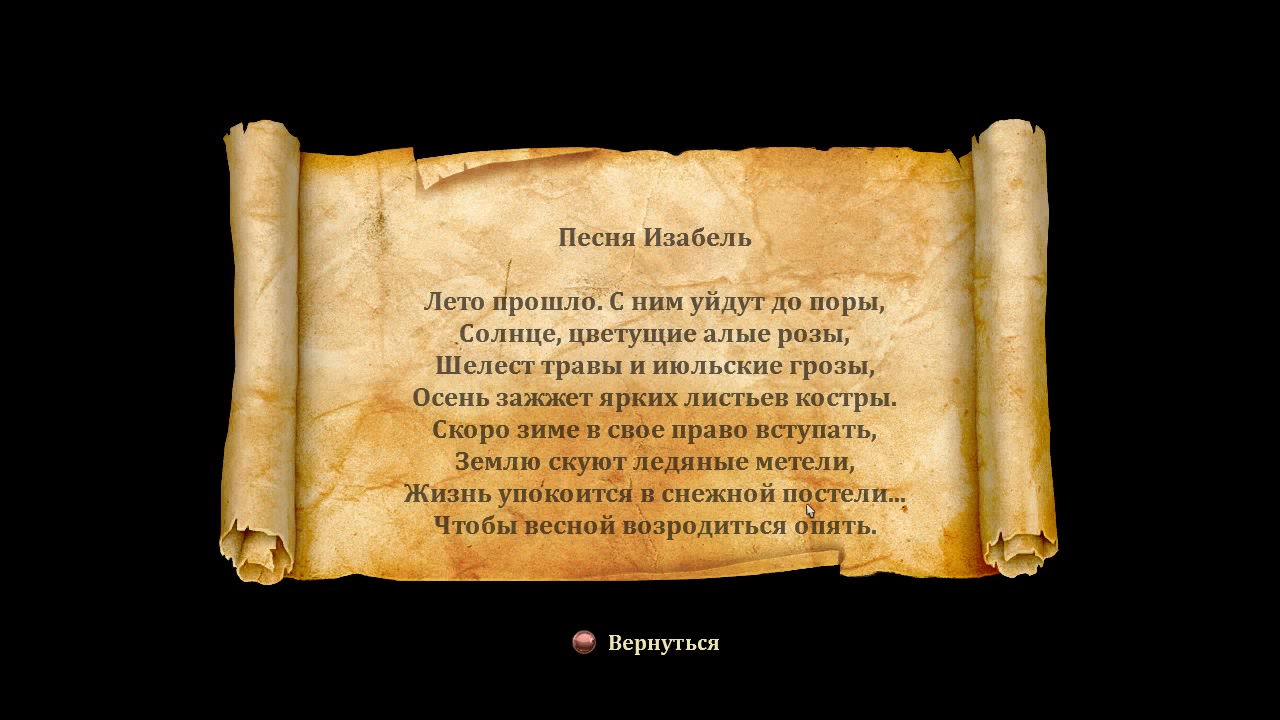 Песня Изабель
Лето прошло. С ним уйдут до поры,
Солнце, цветущие алые розы,
Шелест травы и июльские грозы,
Осень зажжет ярких листьев костры.
Скоро зиме в свое право вступать,
Землю скуют ледяные метели,
Жизнь упокоится в снежной постели...
Чтобы весной возродиться опять.
Вернуться